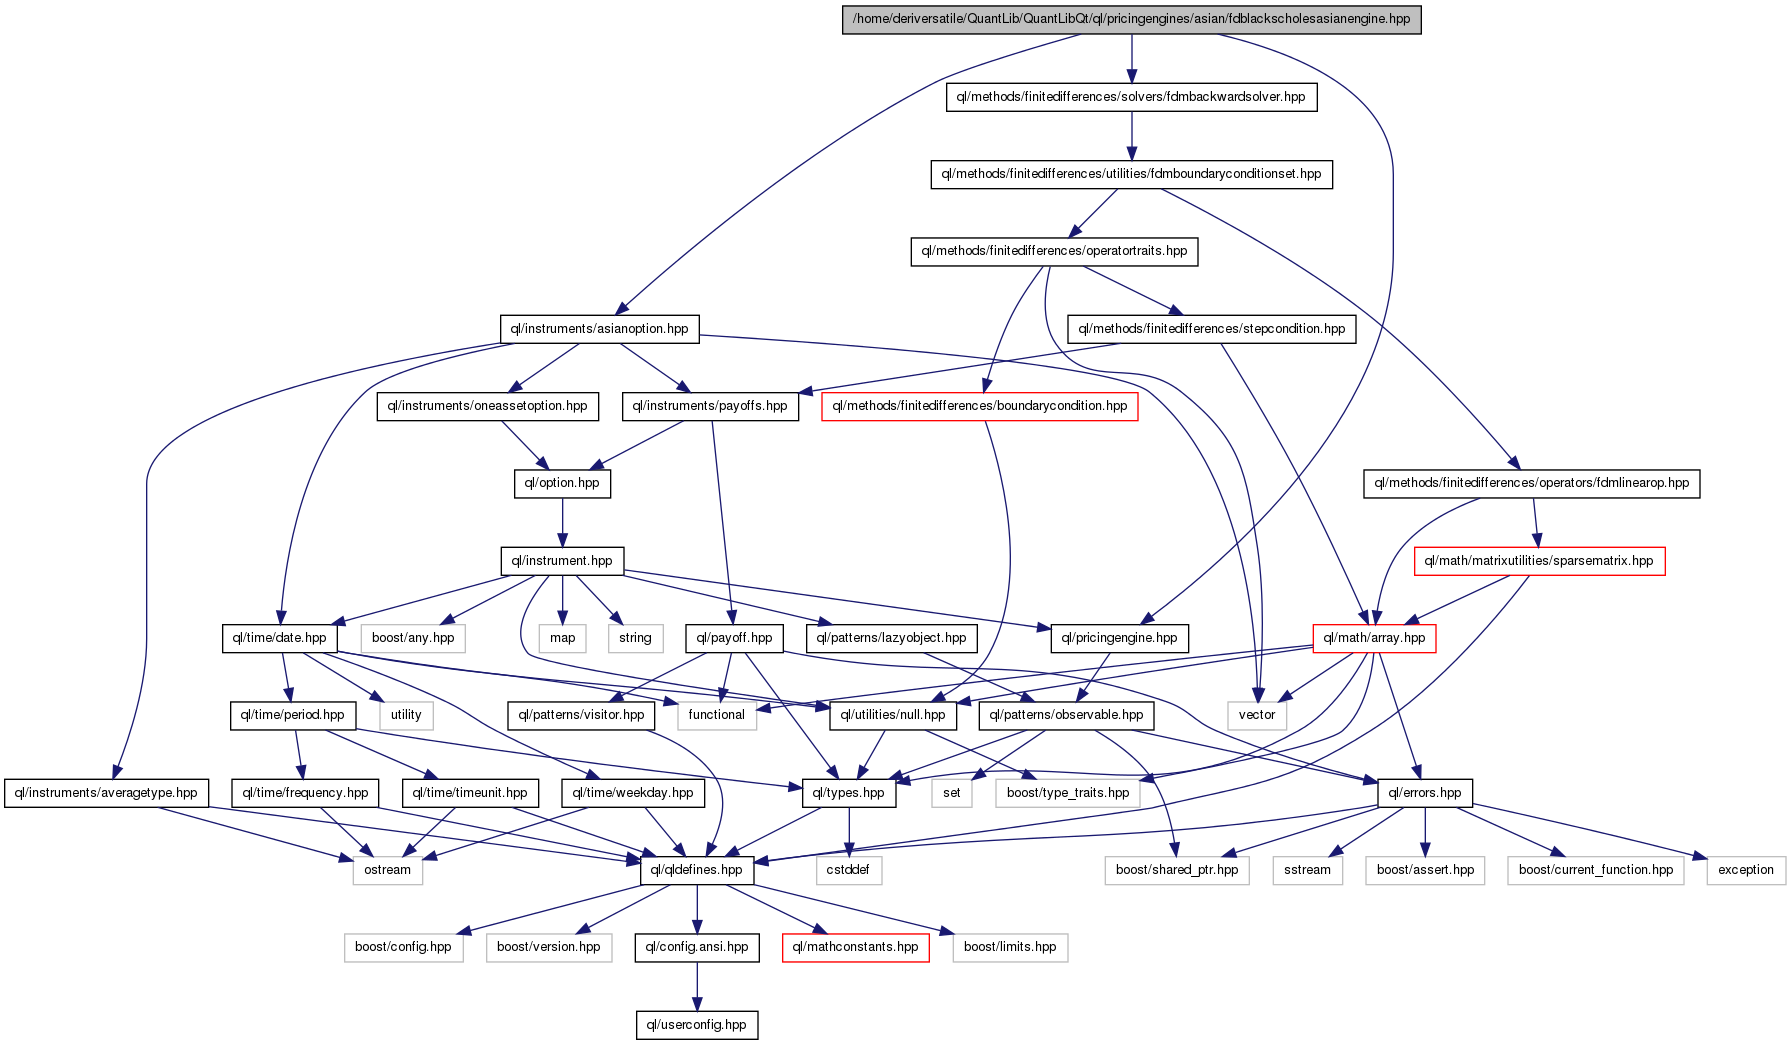 /home/deriversatile/QuantLib/QuantLibQt/ql/pricingengines/asian/fdblackscholesasianengine.hpp
ql/methods/finitedifferences/solvers/fdmbackwardsolver.hpp
ql/methods/finitedifferences/utilities/fdmboundaryconditionset.hpp
ql/methods/finitedifferences/operatortraits.hpp
ql/instruments/asianoption.hpp
ql/methods/finitedifferences/stepcondition.hpp
ql/instruments/oneassetoption.hpp
ql/instruments/payoffs.hpp
ql/methods/finitedifferences/boundarycondition.hpp
ql/option.hpp
ql/methods/finitedifferences/operators/fdmlinearop.hpp
ql/instrument.hpp
ql/math/matrixutilities/sparsematrix.hpp
ql/time/date.hpp
boost/any.hpp
map
string
ql/payoff.hpp
ql/patterns/lazyobject.hpp
ql/pricingengine.hpp
ql/math/array.hpp
ql/time/period.hpp
utility
ql/patterns/visitor.hpp
functional
ql/utilities/null.hpp
ql/patterns/observable.hpp
vector
ql/instruments/averagetype.hpp
ql/time/frequency.hpp
ql/time/timeunit.hpp
ql/time/weekday.hpp
ql/types.hpp
set
boost/type_traits.hpp
ql/errors.hpp
ostream
ql/qldefines.hpp
cstddef
boost/shared_ptr.hpp
sstream
boost/assert.hpp
boost/current_function.hpp
exception
boost/config.hpp
boost/version.hpp
ql/config.ansi.hpp
ql/mathconstants.hpp
boost/limits.hpp
ql/userconfig.hpp